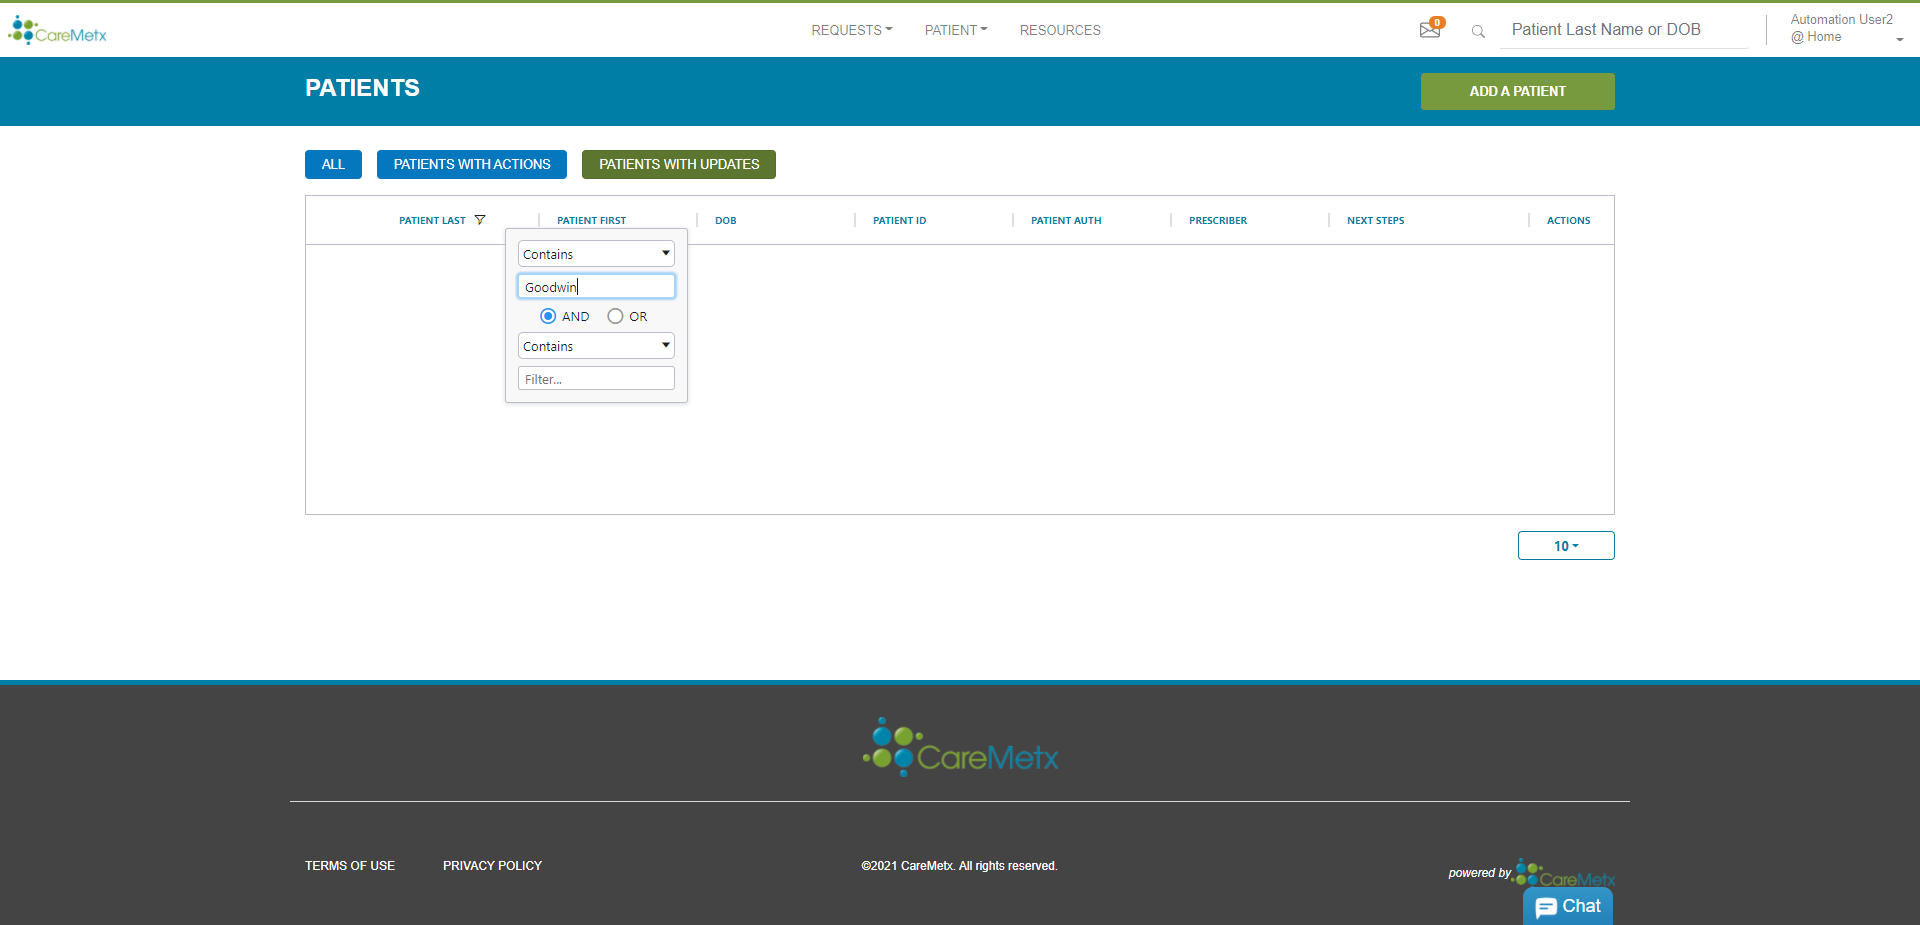 CareMetx
REQUESTS
PATIENT
RESOURCES
0
Patient Last Name or DOB
Automation User2
@ Home
PATIENTS
ADD A PATIENT
ALL
PATIENTS WITH ACTIONS
PATIENTS WITH UPDATES
PATIENT LAST
PATIENT FIRST
DOB
PATIENT ID
PATIENT AUTH
PRESCRIBER
NEXT STEPS
ACTIONS
Contains
Goodwin
AND
OR
Contains
Filter...
10
CareMetx
TERMS OF USE
PRIVACY POLICY
©2021 CareMetx. All rights reserved.
powered by
CareMetx
Chat